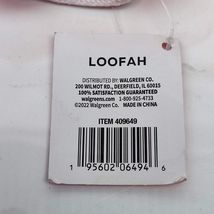 LOOFAH
DISTRIBUTED BY: WALGREEN CO.
200 WILMOT RD., DEERFIELD, IL 60015
100% SATISFACTION GUARANTEED
walgreens.com 1-800-925-4733
©2022 Walgreen Co. MADE IN CHINA
ITEM 409649
1 95602 06494 6